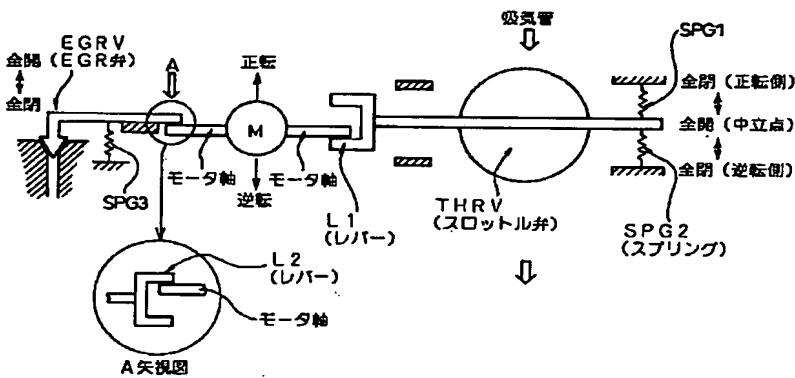 吸気管
SPG1
EGRV
(EGR弁)
全開
全閉
A
正転
M
逆転
モータ軸
モータ軸
SPG3
全閉(正転側)
全開(中立点)
全閉(逆転側)
L1
(レバー)
THRV
(スロットル弁)
SPG2
(スプリング)
L2
(レバー)
モータ軸
A矢視図